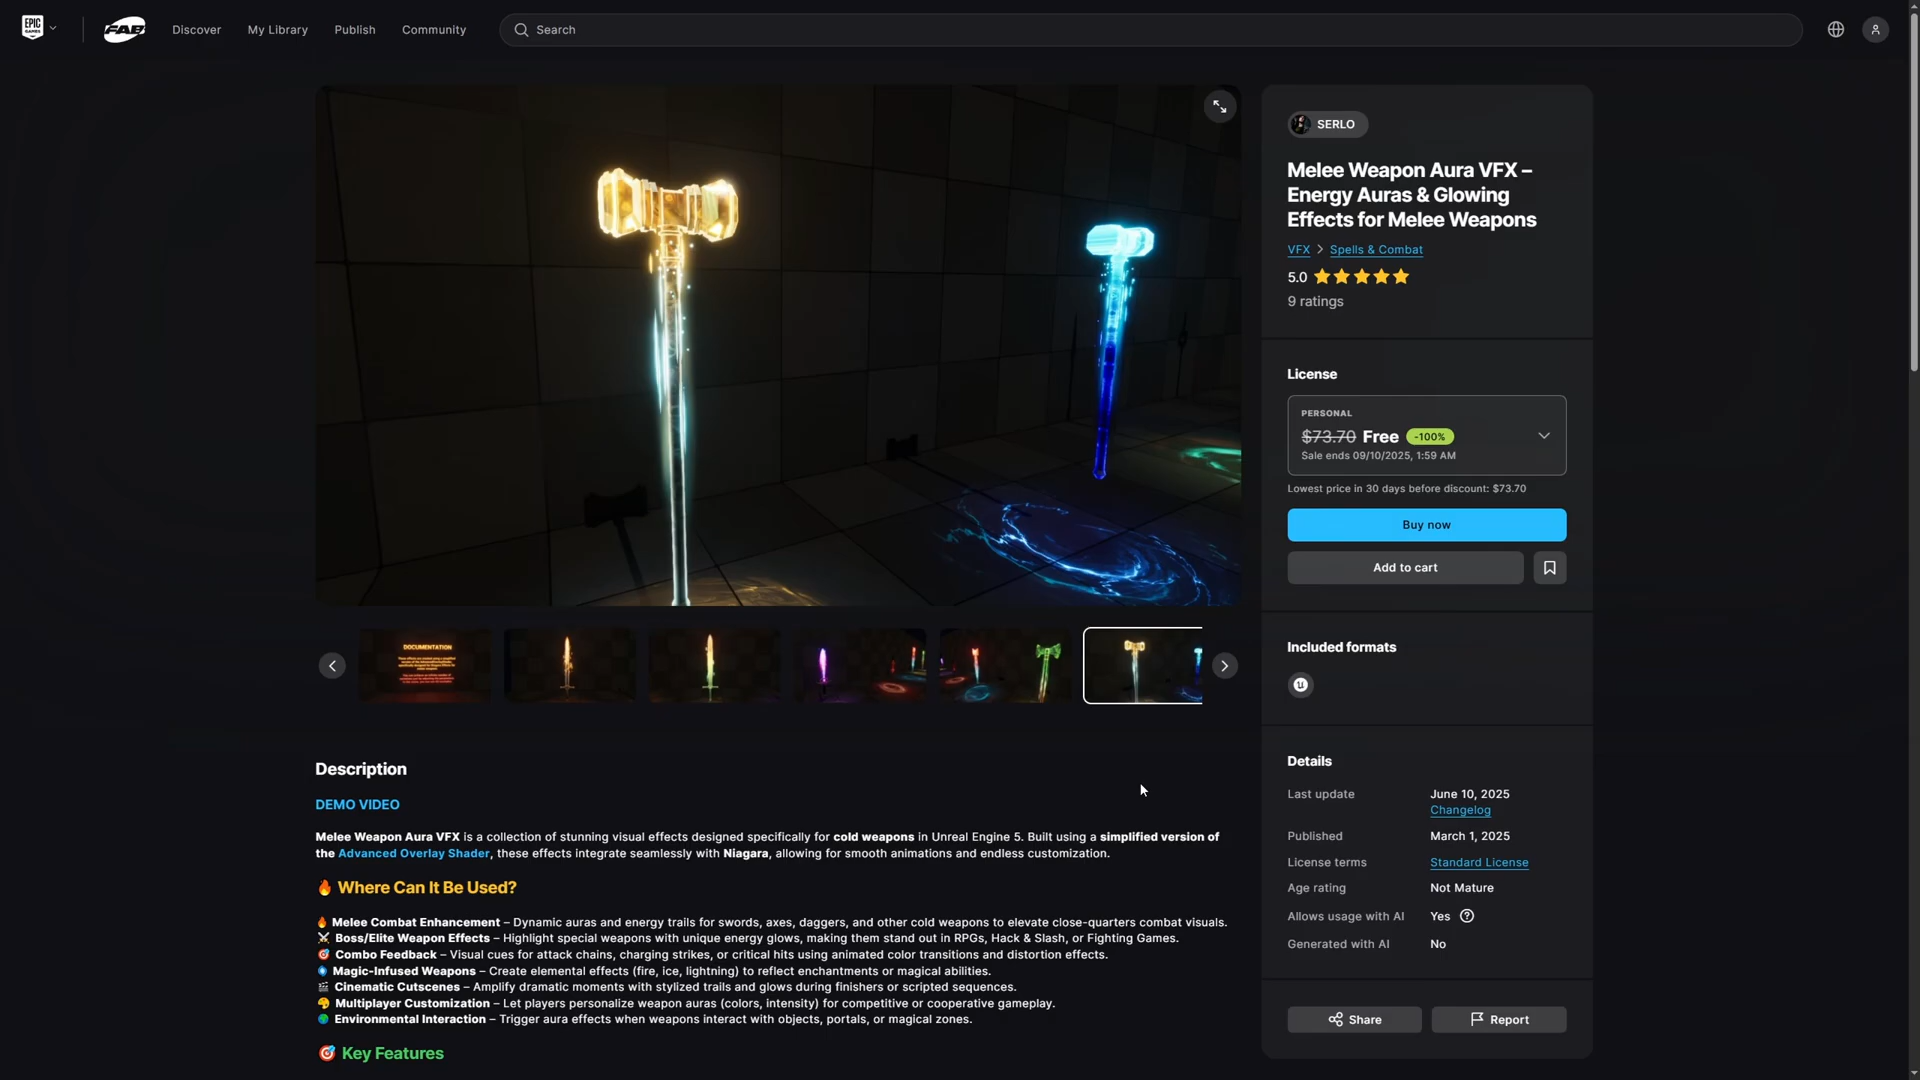 EPIC
GAMES
FAB
Discover
My Library
Publish
Community
Search
SERLO
Melee Weapon Aura VFX –
Energy Auras & Glowing
Effects for Melee Weapons
VFX > Spells & Combat
5.0
9 ratings
License
PERSONAL
$73.70 Free -100%
Sale ends 09/10/2025, 1:59 AM
Lowest price in 30 days before discount: $73.70
Buy now
Add to cart
Included formats
Details
Last update June 10, 2025
Changelog
Published March 1, 2025
License terms Standard License
Age rating Not Mature
Allows usage with AI Yes ?
Generated with AI No
Share
Report
DOCUMENTATION
Description
DEMO VIDEO
Melee Weapon Aura VFX is a collection of stunning visual effects designed specifically for cold weapons in Unreal Engine 5. Built using a simplified version of
the Advanced Overlay Shader, these effects integrate seamlessly with Niagara, allowing for smooth animations and endless customization.
🔥 Where Can It Be Used?
🔥 Melee Combat Enhancement – Dynamic auras and energy trails for swords, axes, daggers, and other cold weapons to elevate close-quarters combat visuals.
⚔️ Boss/Elite Weapon Effects – Highlight special weapons with unique energy glows, making them stand out in RPGs, Hack & Slash, or Fighting Games.
🎯 Combo Feedback – Visual cues for attack chains, charging strikes, or critical hits using animated color transitions and distortion effects.
Magic-Infused Weapons – Create elemental effects (fire, ice, lightning) to reflect enchantments or magical abilities.
🎬 Cinematic Cutscenes – Amplify dramatic moments with stylized trails and glows during finishers or scripted sequences.
Multiplayer Customization – Let players personalize weapon auras (colors, intensity) for competitive or cooperative gameplay.
Environmental Interaction – Trigger aura effects when weapons interact with objects, portals, or magical zones.
🎯 Key Features